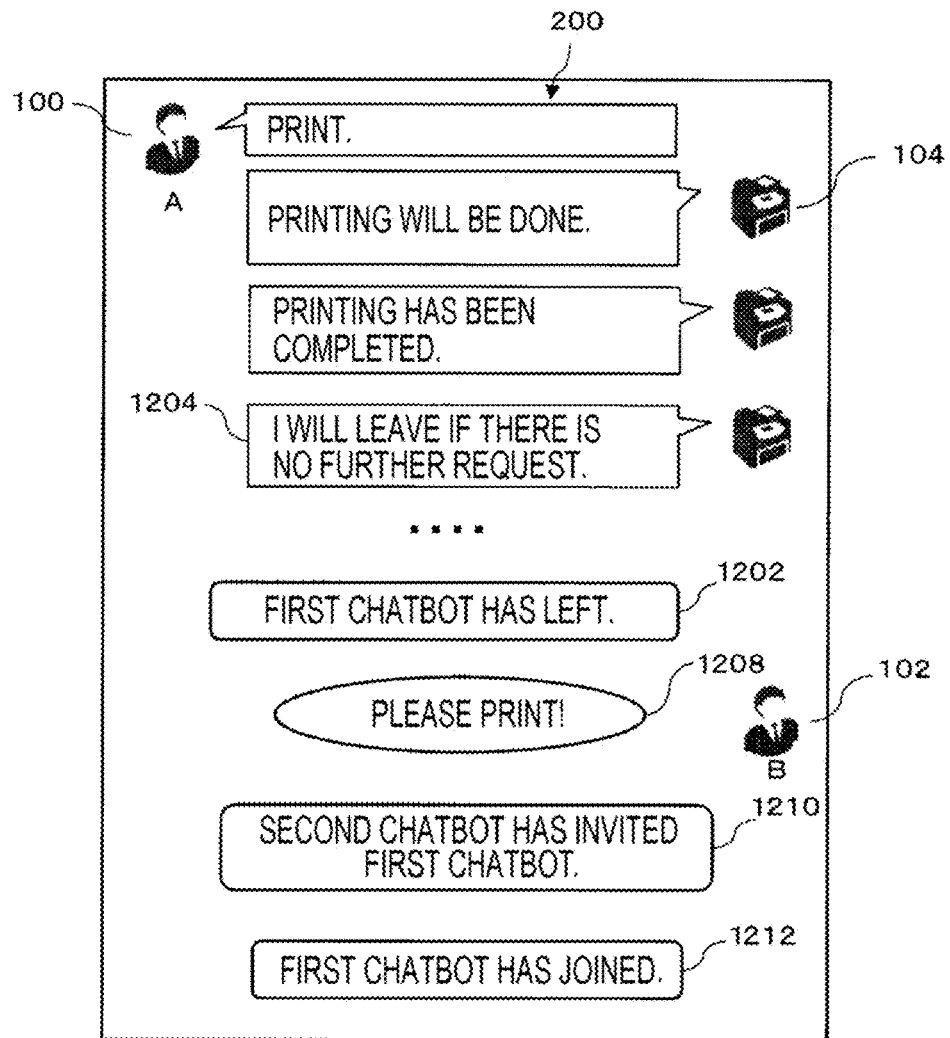 200
100
PRINT.
104
A
PRINTING WILL BE DONE.
PRINTING HAS BEEN
COMPLETED.
1204
I WILL LEAVE IF THERE IS
NO FURTHER REQUEST.
....
1202
FIRST CHATBOT HAS LEFT.
1208
102
PLEASE PRINT!
B
1210
SECOND CHATBOT HAS INVITED
FIRST CHATBOT.
1212
FIRST CHATBOT HAS JOINED.